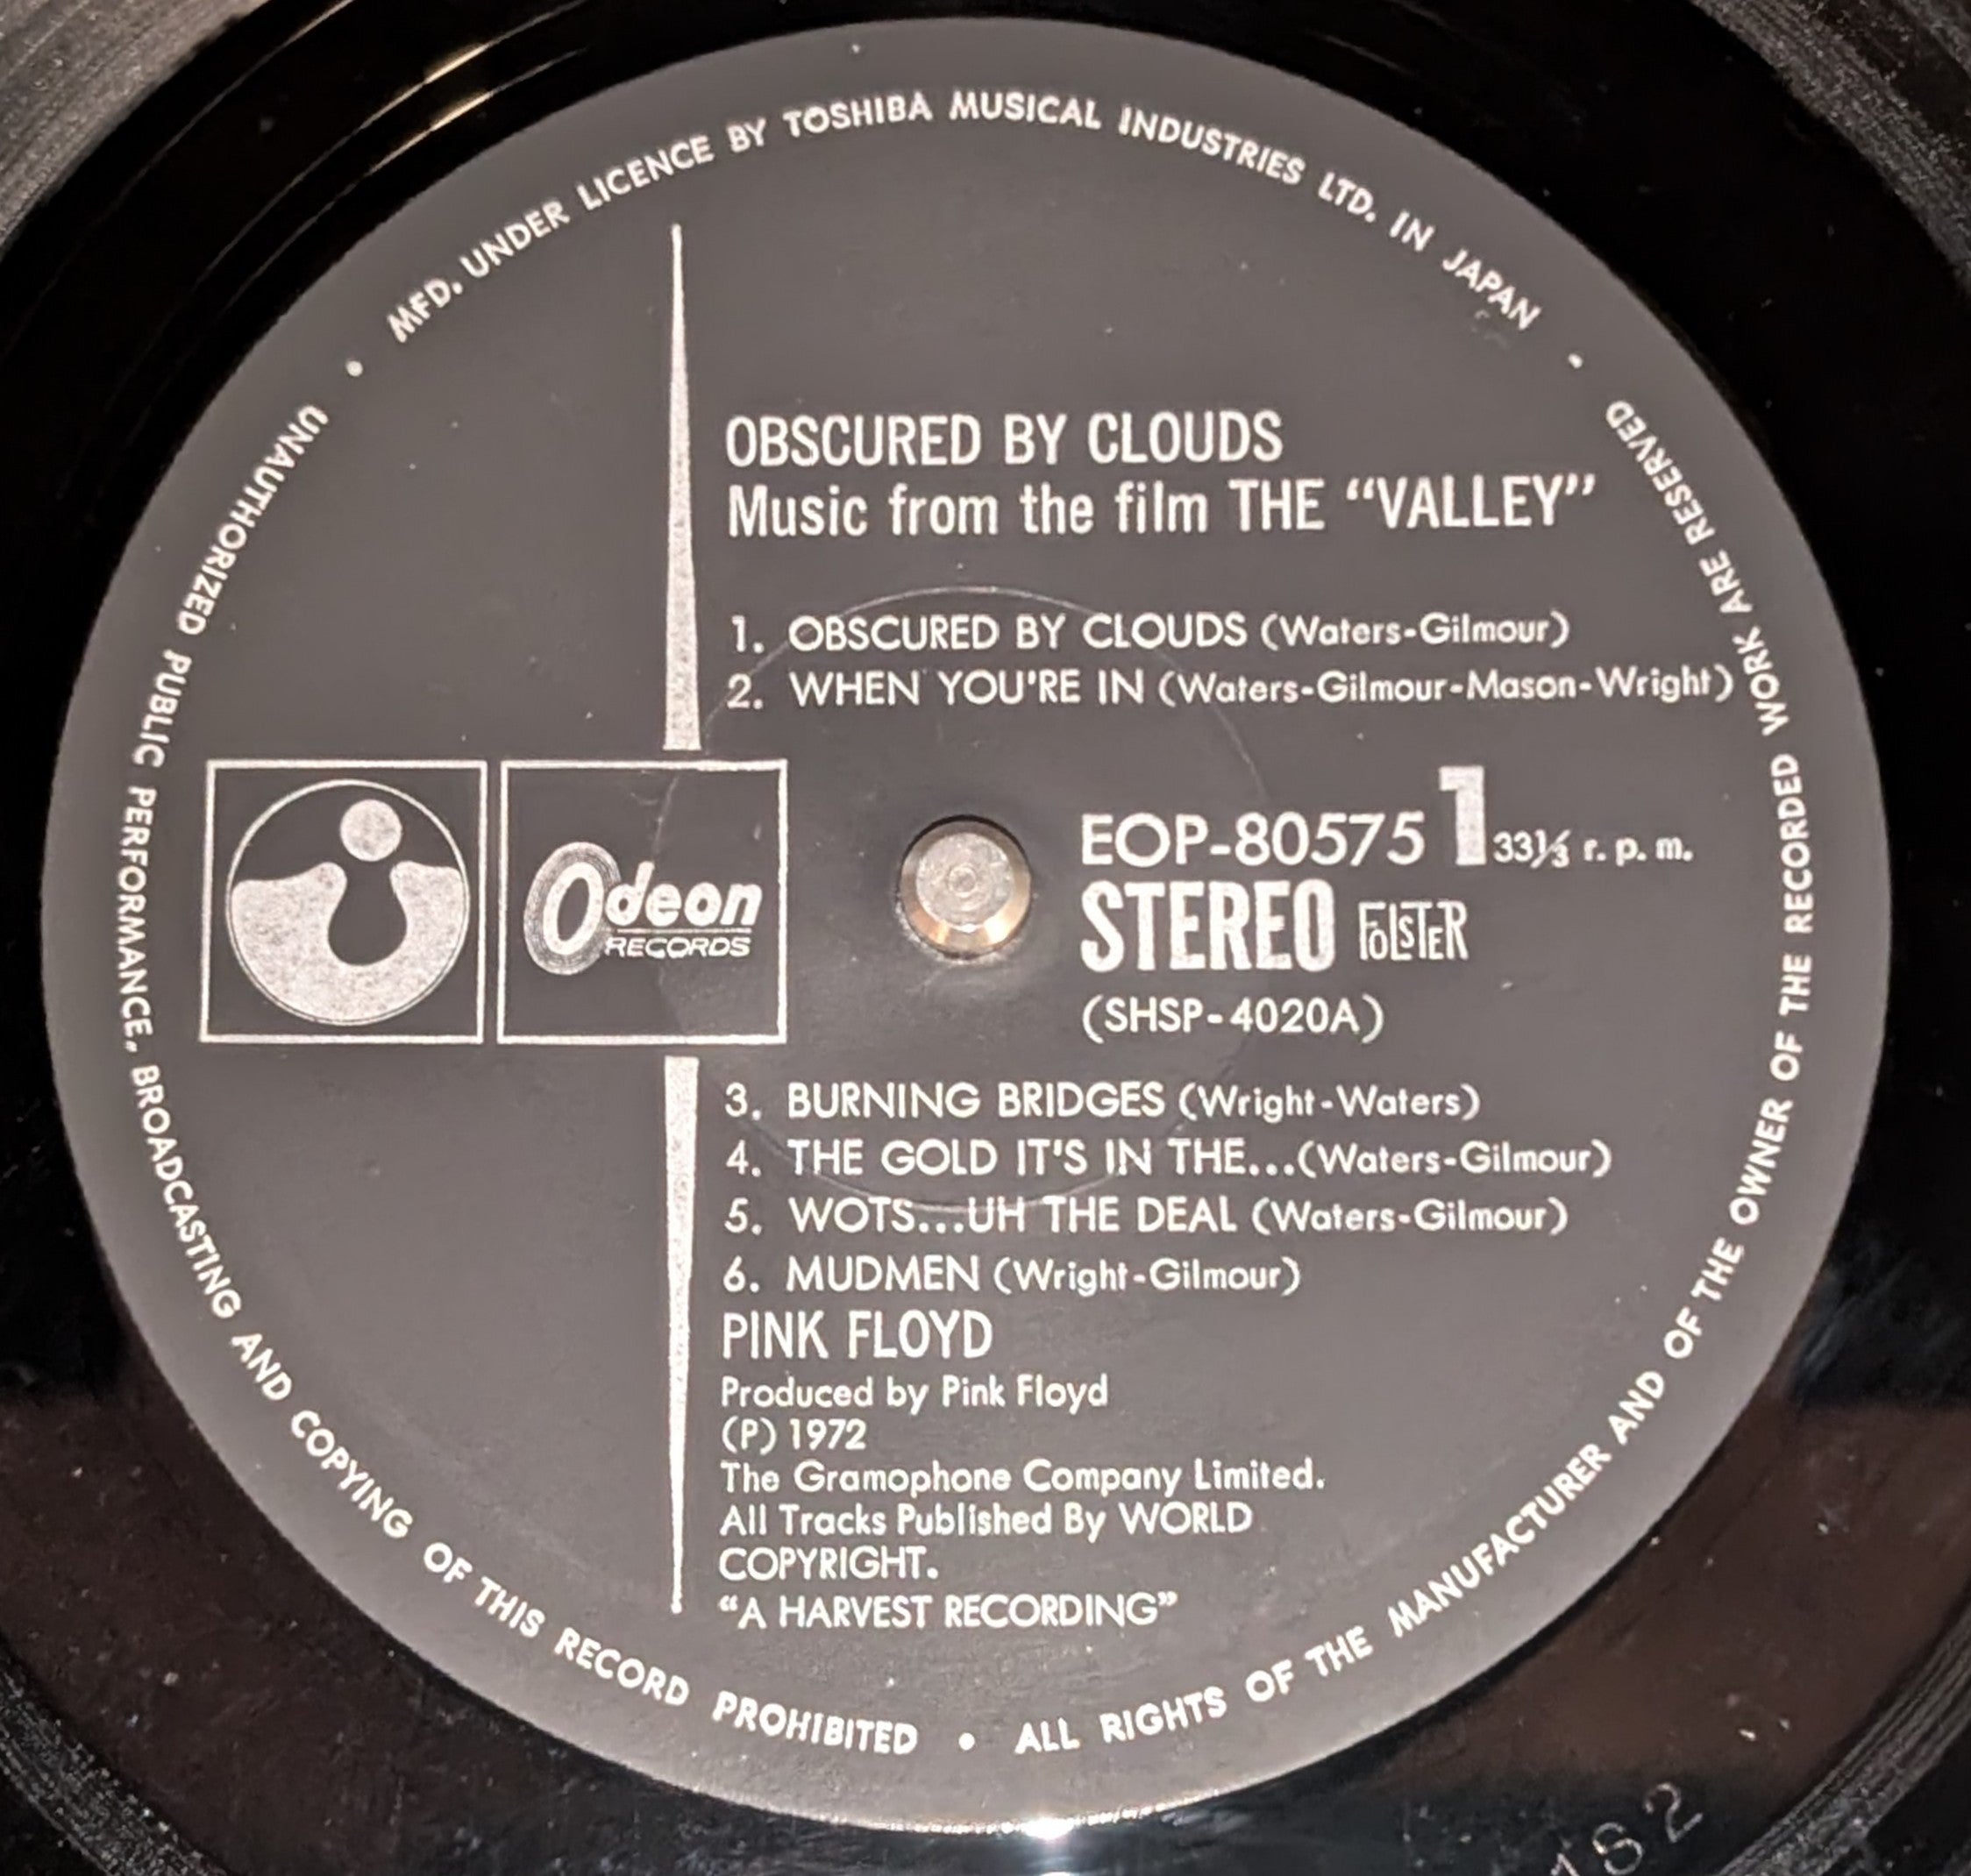 MFD. UNDER LICENCE BY TOSHIBA MUSICAL INDUSTRIES LTD. IN JAPAN •
OBSCURED BY CLOUDS
Music from the film THE “VALLEY”
1. OBSCURED BY CLOUDS (Waters-Gilmour)
2. WHEN YOU'RE IN (Waters-Gilmour-Mason-Wright)
Odeon
RECORDS
EOP-80575 1 33⅓ r. p. m.
STEREO FOLSTER
(SHSP-4020A)
3. BURNING BRIDGES (Wright-Waters)
4. THE GOLD IT'S IN THE...(Waters-Gilmour)
5. WOTS...UH THE DEAL (Waters-Gilmour)
6. MUDMEN (Wright-Gilmour)
PINK FLOYD
Produced by Pink Floyd
(P) 1972
The Gramophone Company Limited.
All Tracks Published By WORLD
COPYRIGHT.
“A HARVEST RECORDING”
UNAUTHORIZED PUBLIC PERFORMANCE, BROADCASTING AND COPYING OF THIS RECORD PROHIBITED •
ALL RIGHTS OF THE MANUFACTURER AND OF THE OWNER OF THE RECORDED WORK ARE RESERVED •